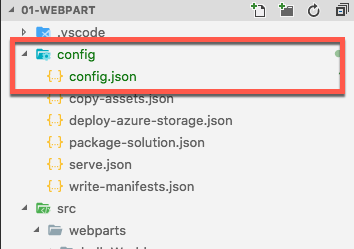 01-WEBPART
.vscode
config
{..} config.json
{..} copy-assets.json
{..} deploy-azure-storage.json
{..} package-solution.json
{..} serve.json
{..} write-manifests.json
src
webparts